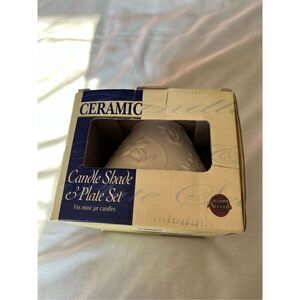 CERAMIC
Candle Shade
& Plate Set
Fits most jar candles